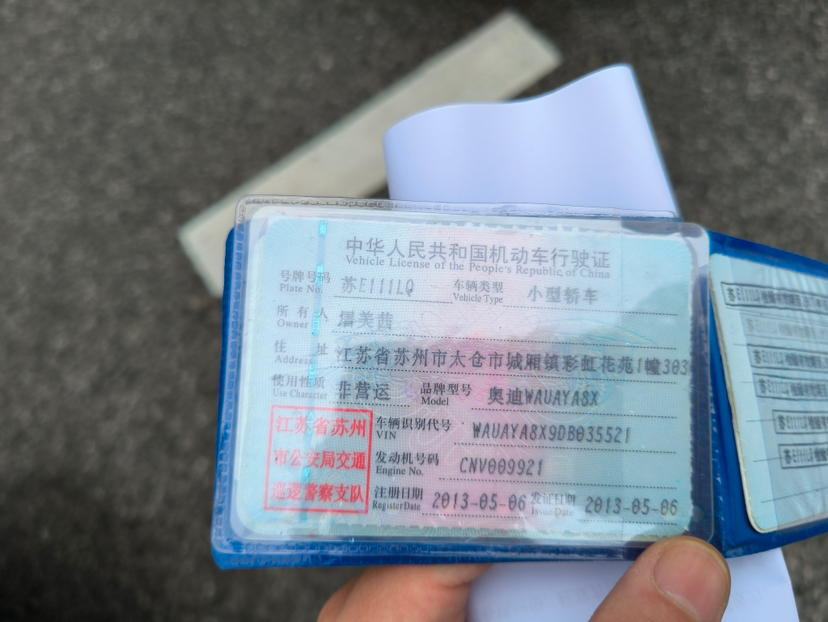 中华人民共和国机动车行驶证
Vehicle License of the People's Republic of China
号牌号码 苏E111LQ 车辆类型 小型轿车
Plate No. Vehicle Type
所有人 美茜
Owner
住址 江苏省苏州市太仓市城厢镇彩虹花苑1幢303
Address
使用性质 非营运 品牌型号 奥迪WAUAYA8X
Use Character Model
江苏省苏州
市公安局交通
巡逻警察支队
车辆识别代号 WAUAYA8X9DB035521
VIN
发动机号码 CNV009921
Engine No.
注册日期 2013-05-06 发证日期 2013-05-06
Register Date Issue Date